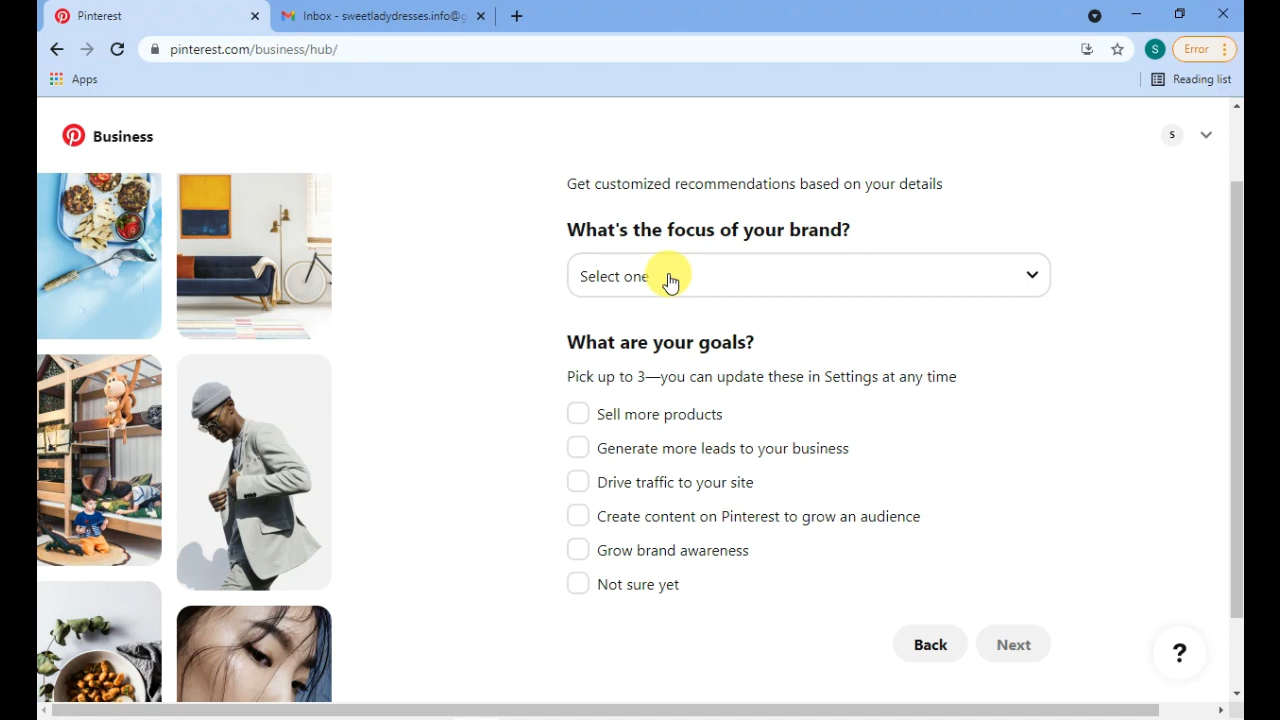 Pinterest
Inbox - sweetladydresses.info@g
pinterest.com/business/hub/
S
Error
Apps
Reading list
Business
S
Get customized recommendations based on your details
What's the focus of your brand?
Select one
What are your goals?
Pick up to 3—you can update these in Settings at any time
Sell more products
Generate more leads to your business
Drive traffic to your site
Create content on Pinterest to grow an audience
Grow brand awareness
Not sure yet
Back
Next
?